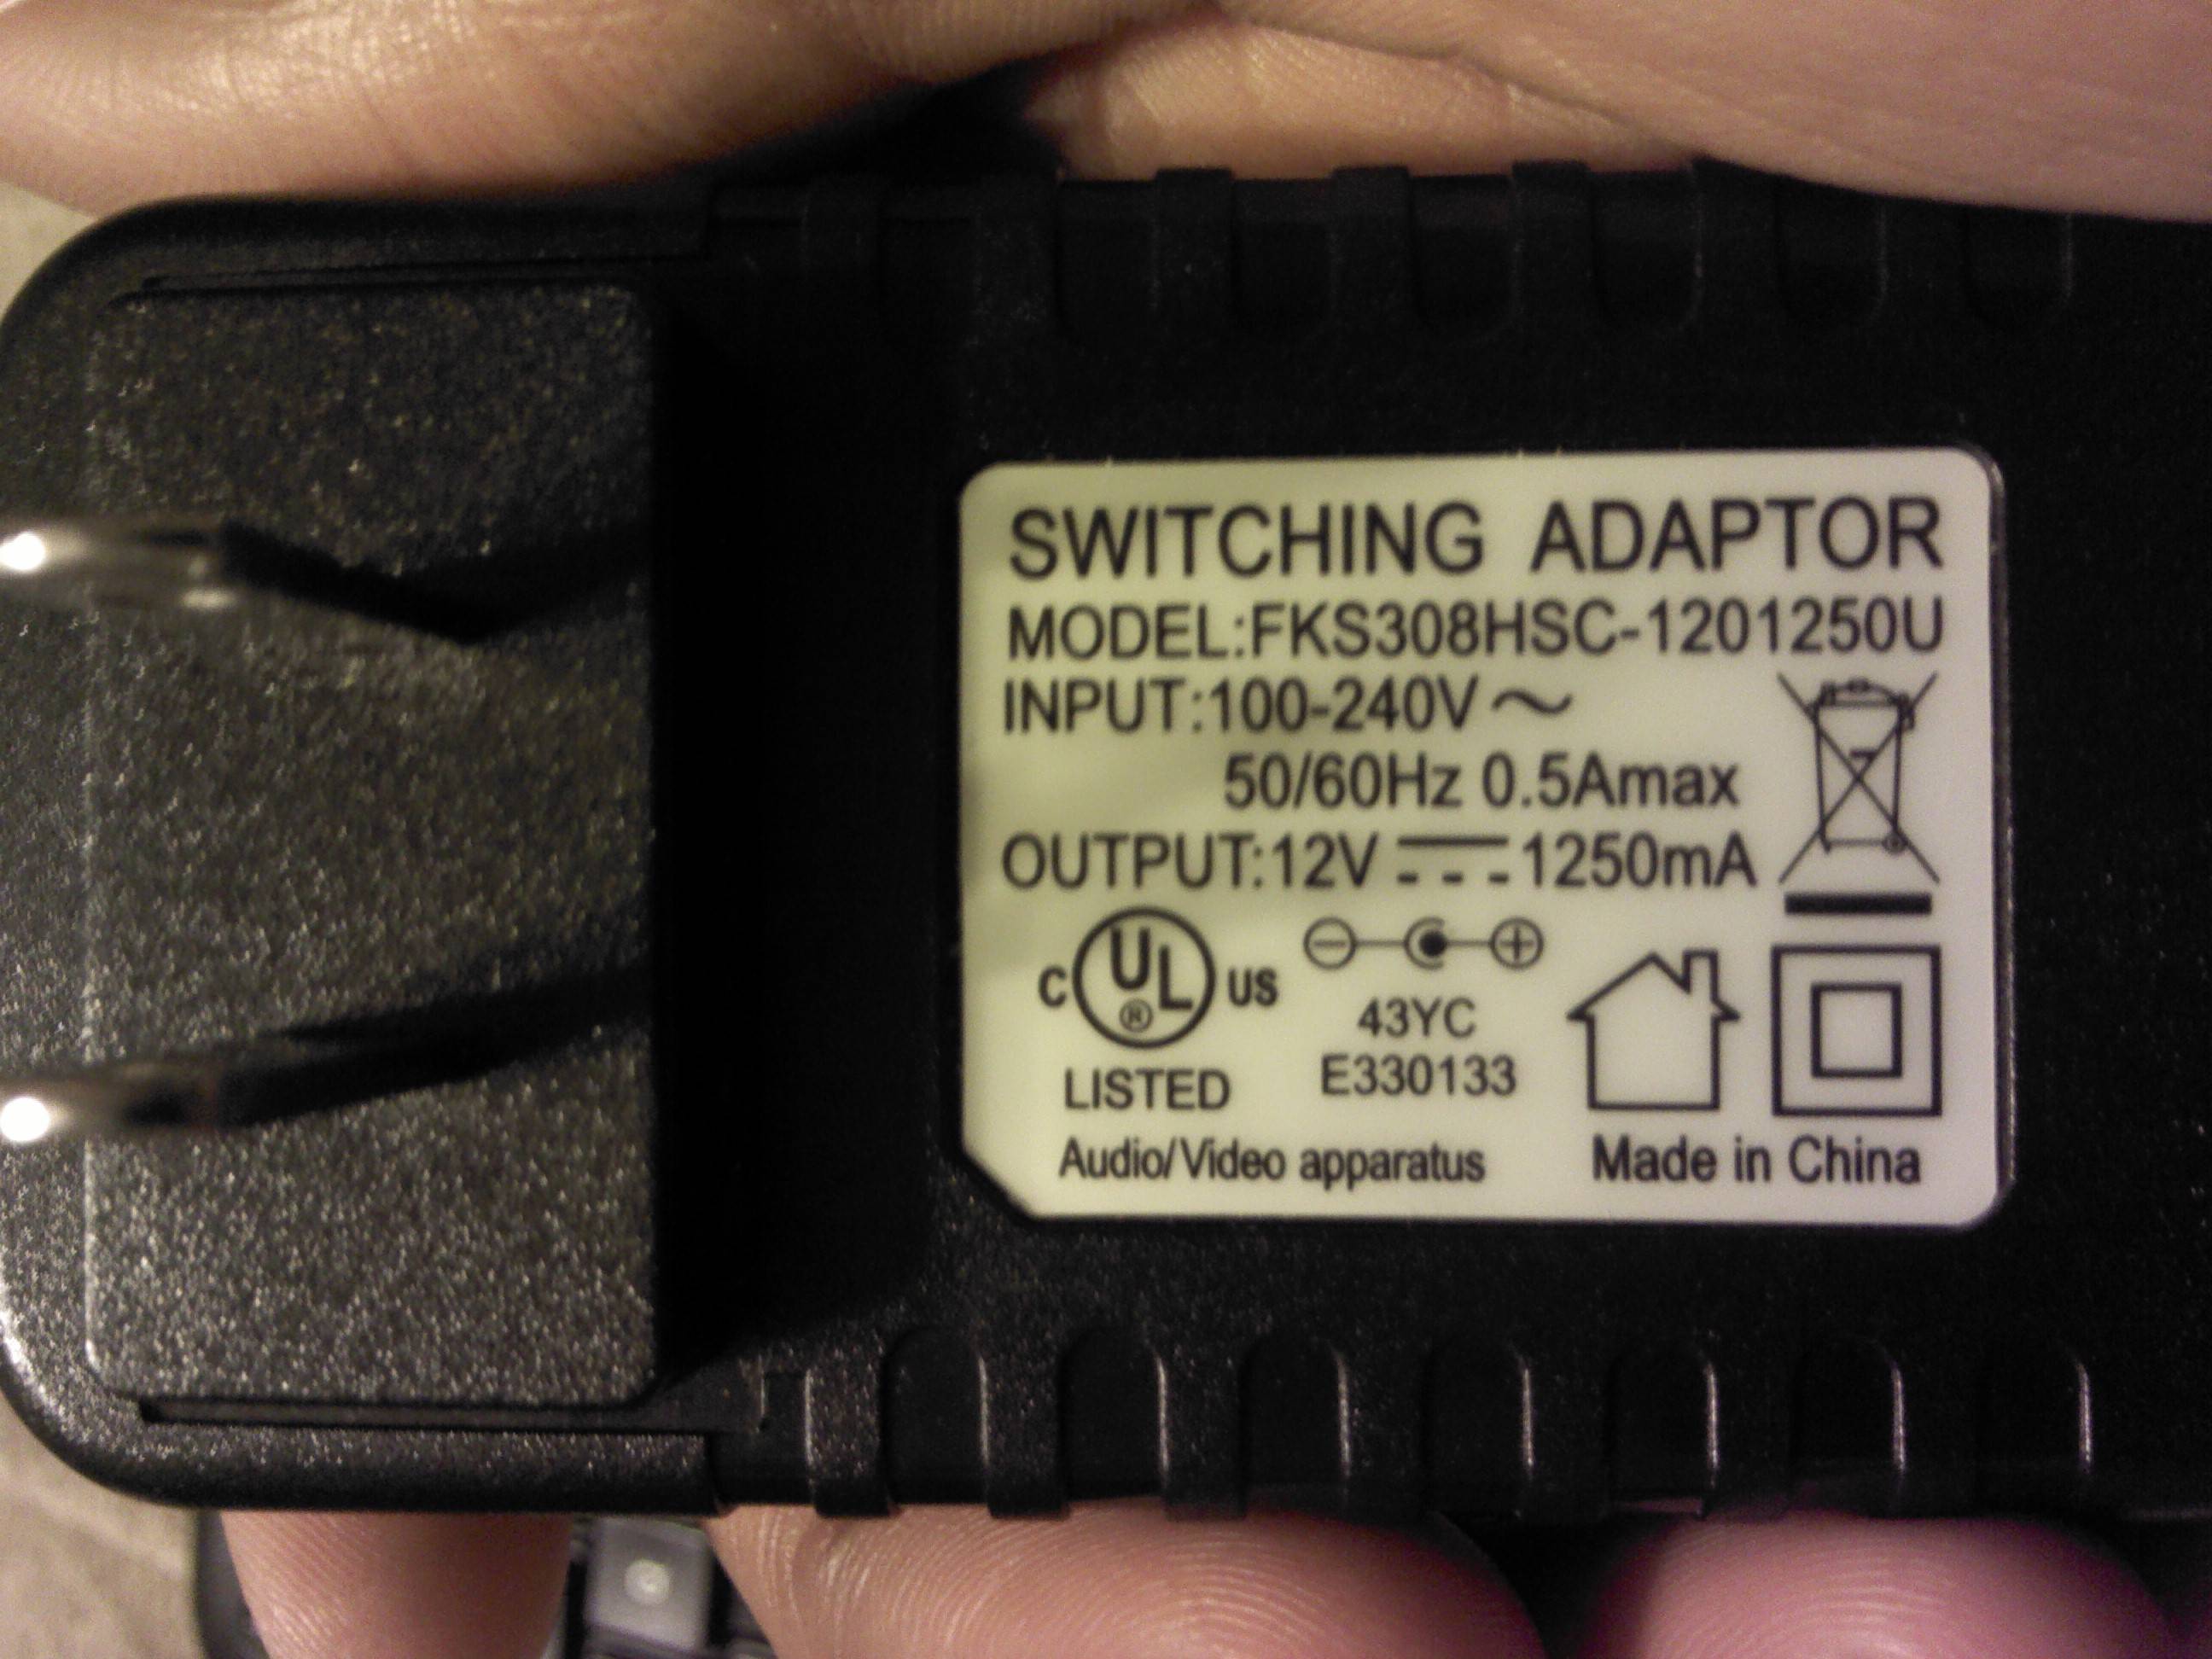 SWITCHING ADAPTOR
MODEL:FKS308HSC-1201250U
INPUT:100-240V~
50/60Hz 0.5Amax
OUTPUT:12V⎓1250mA
C UL® US
LISTED
43YC
E330133
Audio/Video apparatus
Made in China